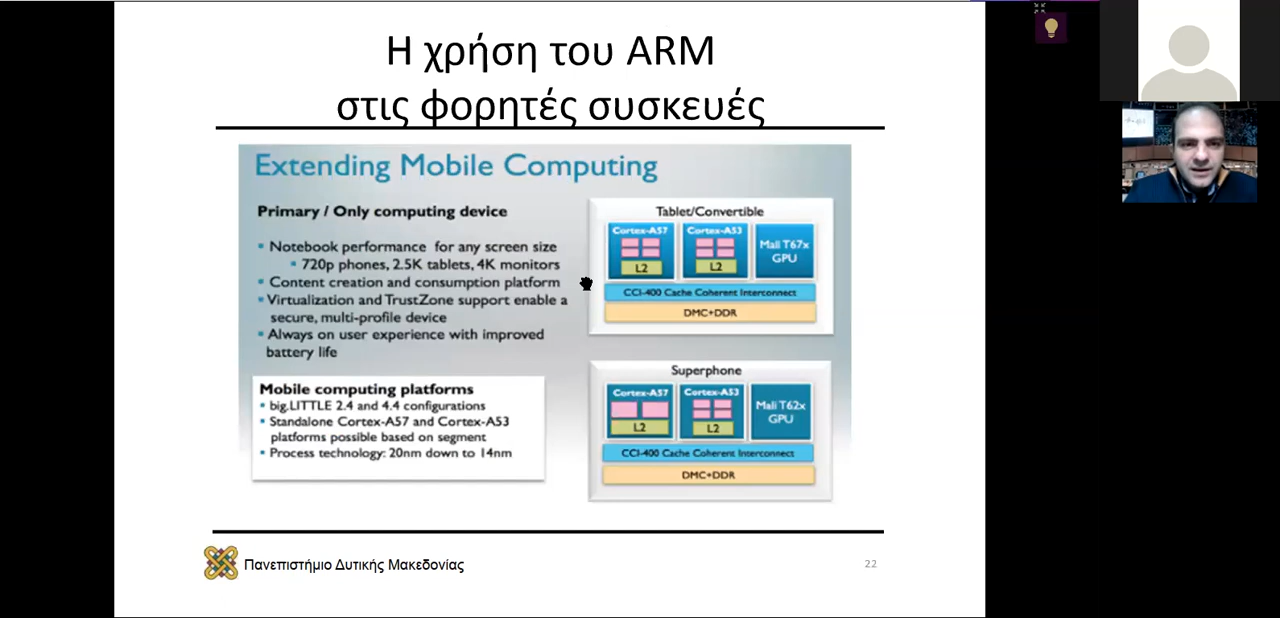 Η χρήση του ARM
στις φορητές συσκευές
Extending Mobile Computing
Primary / Only computing device
Notebook performance for any screen size
720p phones, 2.5K tablets, 4K monitors
Content creation and consumption platform
Virtualization and TrustZone support enable a
secure, multi-profile device
Always on user experience with improved
battery life
Mobile computing platforms
big.LITTLE 2.4 and 4.4 configurations
Standalone Cortex-A57 and Cortex-A53
platforms possible based on segment
Process technology: 20nm down to 14nm
Tablet/Convertible
Cortex-A57
L2
Cortex-A53
L2
Mali T67x
GPU
CCI-400 Cache Coherent Interconnect
DMC+DDR
Superphone
Cortex-A57
L2
Cortex-A53
L2
Mali T62x
GPU
CCI-400 Cache Coherent Interconnect
DMC+DDR
Πανεπιστήμιο Δυτικής Μακεδονίας
22